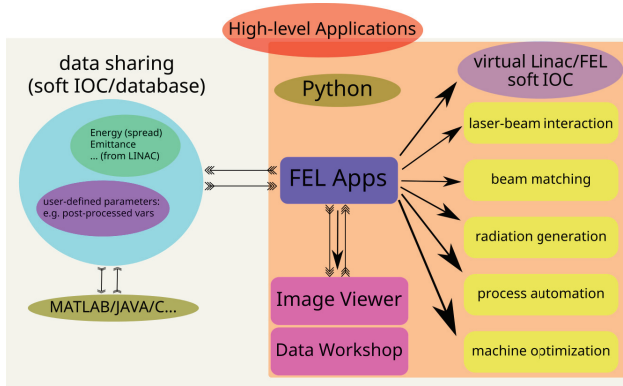 High-level Applications
data sharing
(soft IOC/database)
Energy (spread)
Emittance
... (from LINAC)
user-defined parameters:
e.g. post-processed vars
MATLAB/JAVA/C...
Python
FEL Apps
Image Viewer
Data Workshop
virtual Linac/FEL
soft IOC
laser-beam interaction
beam matching
radiation generation
process automation
machine optimization